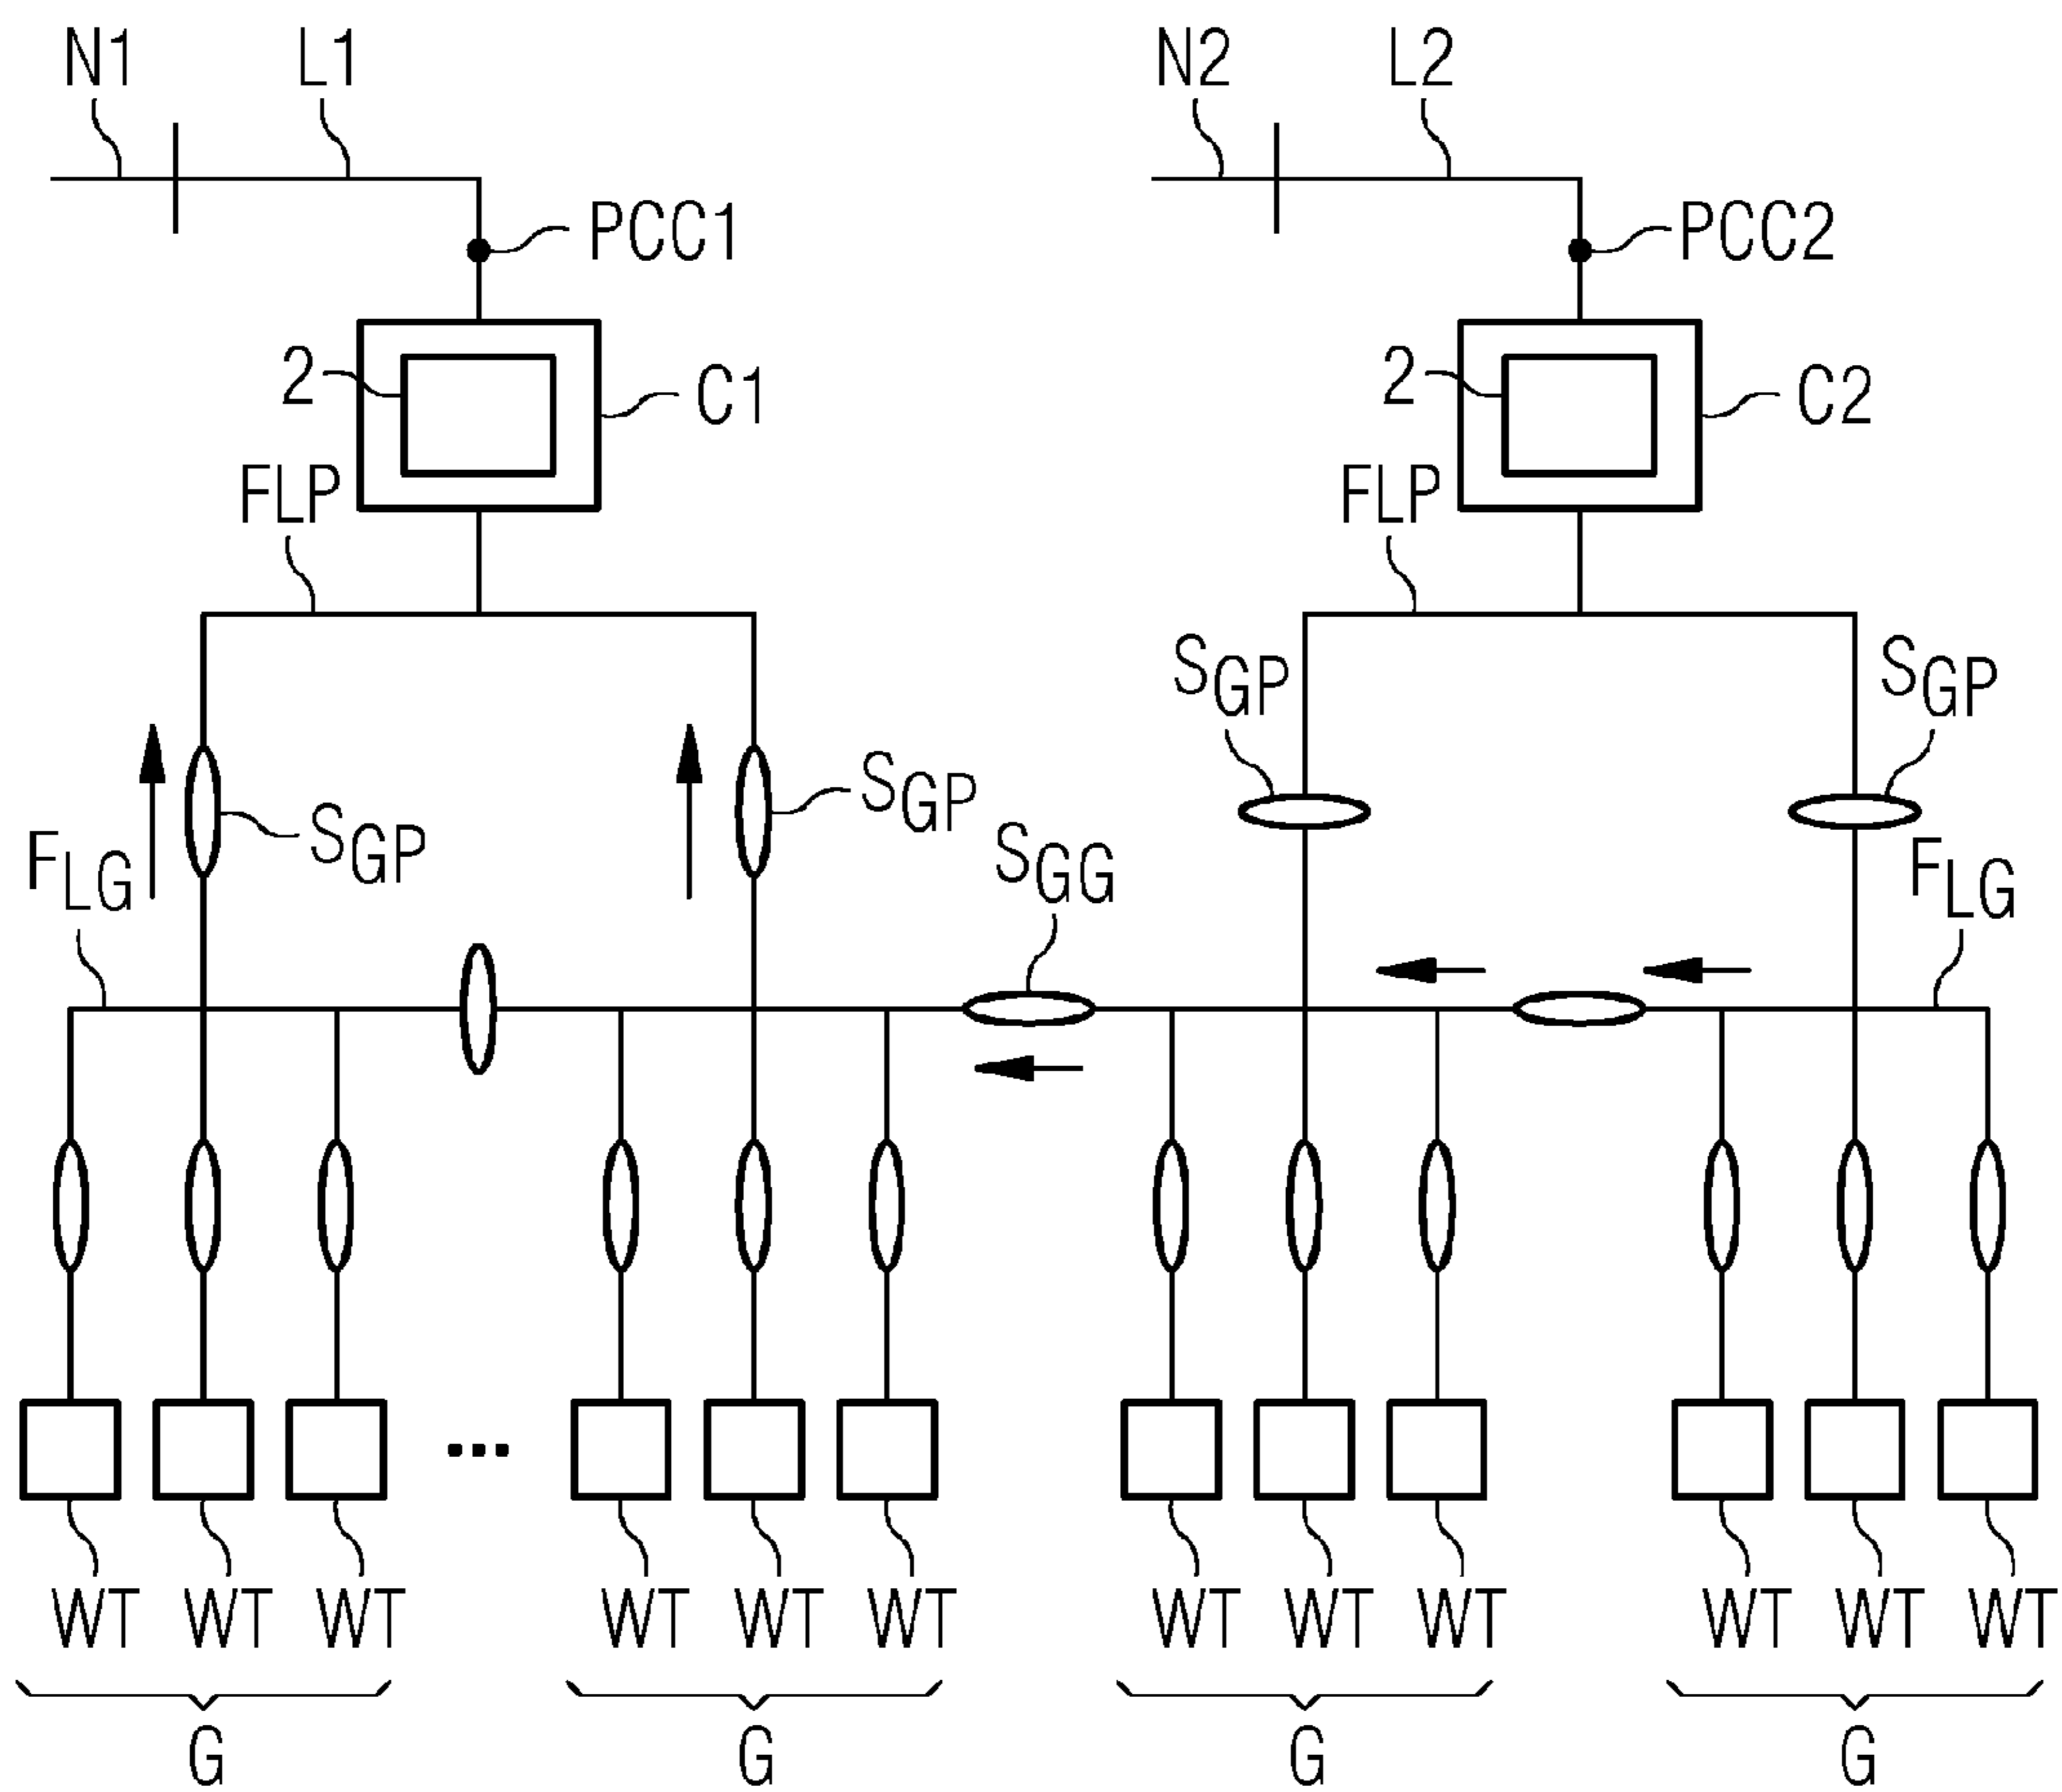 N1 L1 N2 L2
PCC1 PCC2
2 C1 2 C2
FLP FLP
SGP SGP
SGP SGP SGG
FLG FLG
...
WT WT WT WT WT WT WT WT WT WT WT WT
G G G G